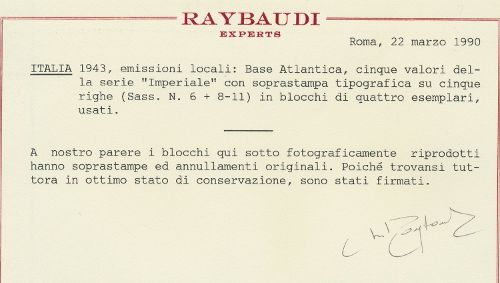 RAYBAUDI
EXPERTS
Roma, 22 marzo 1990
ITALIA 1943, emissioni locali: Base Atlantica, cinque valori del-
la serie "Imperiale" con soprastampa tipografica su cinque
righe (Sass. N. 6 + 8-11) in blocchi di quattro esemplari,
usati.
A nostro parere i blocchi qui sotto fotograficamente riprodotti
hanno soprastampe ed annullamenti originali. Poiché trovansi tut-
tora in ottimo stato di conservazione, sono stati firmati.